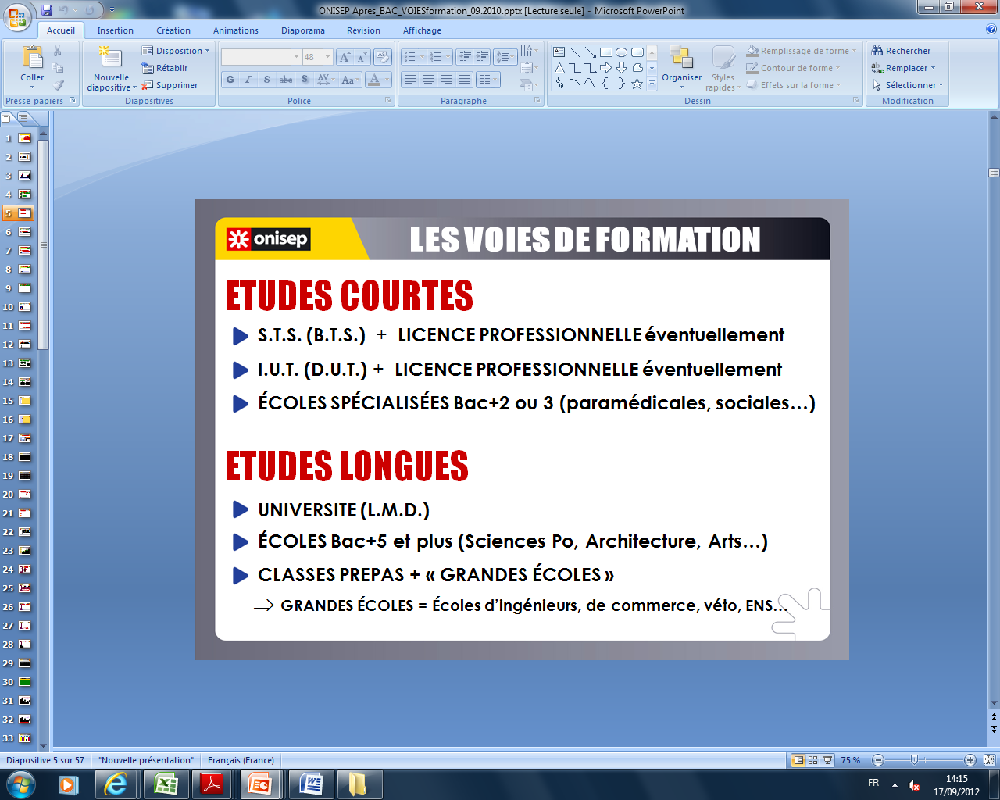 ONISEP Apres_BAC_VOIESformation_09.2010.pptx [Lecture seule] - Microsoft PowerPoint
Accueil Insertion Création Animations Diaporama Révision Affichage
Coller
Presse-papiers
Nouvelle diapositive
Disposition
Rétablir
Supprimer
Diapositives
48
G I S abc S AV Aa A
Police
Paragraphe
Organiser
Styles rapides
Remplissage de forme
Contour de forme
Effets sur la forme
Dessin
Rechercher
Remplacer
Sélectionner
Modification
1
2
3
4
5
6
7
8
9
10
11
12
13
14
15
16
17
18
19
20
21
22
23
24
25
26
27
28
29
30
31
32
33
onisep
LES VOIES DE FORMATION
ETUDES COURTES
S.T.S. (B.T.S.) + LICENCE PROFESSIONNELLE éventuellement
I.U.T. (D.U.T.) + LICENCE PROFESSIONNELLE éventuellement
ÉCOLES SPÉCIALISÉES Bac+2 ou 3 (paramédicales, sociales...)
ETUDES LONGUES
UNIVERSITE (L.M.D.)
ÉCOLES Bac+5 et plus (Sciences Po, Architecture, Arts...)
CLASSES PREPAS + « GRANDES ÉCOLES »
⇒ GRANDES ÉCOLES = Écoles d'ingénieurs, de commerce, véto, ENS...
Diapositive 5 sur 57 "Nouvelle présentation" Français (France) 75 %
FR 14:15
17/09/2012